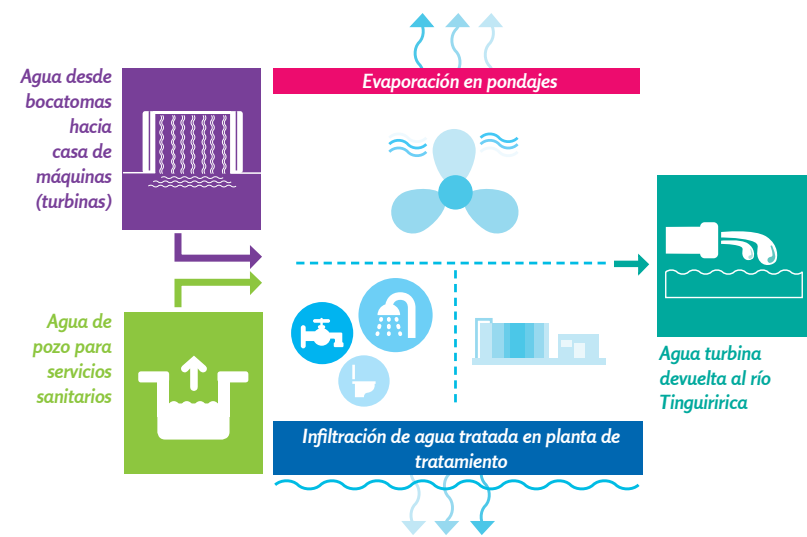 Evaporación en pondajes
Agua desde
bocatomas
hacia
casa de
máquinas
(turbinas)
Agua de
pozo para
servicios
sanitarios
Agua turbina
devuelta al río
Tinguiririca
Infiltración de agua tratada en planta de
tratamiento